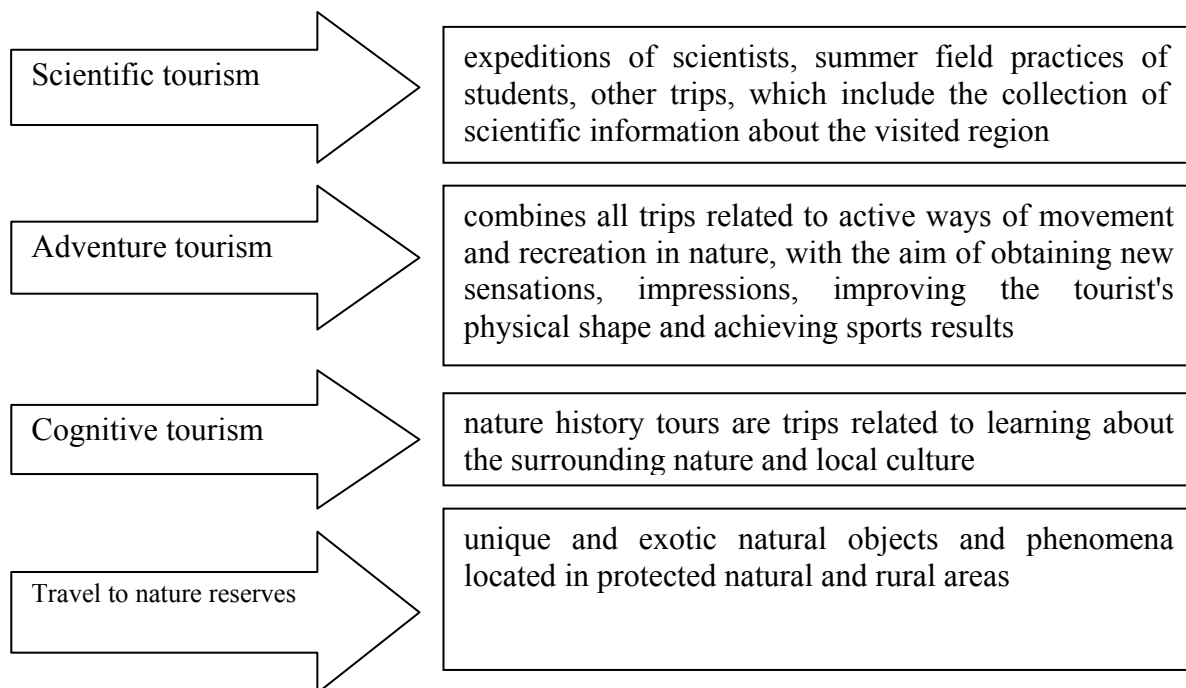 Scientific tourism
expeditions of scientists, summer field practices of
students, other trips, which include the collection of
scientific information about the visited region
Adventure tourism
combines all trips related to active ways of movement
and recreation in nature, with the aim of obtaining new
sensations, impressions, improving the tourist's
physical shape and achieving sports results
Cognitive tourism
nature history tours are trips related to learning about
the surrounding nature and local culture
Travel to nature reserves
unique and exotic natural objects and phenomena
located in protected natural and rural areas